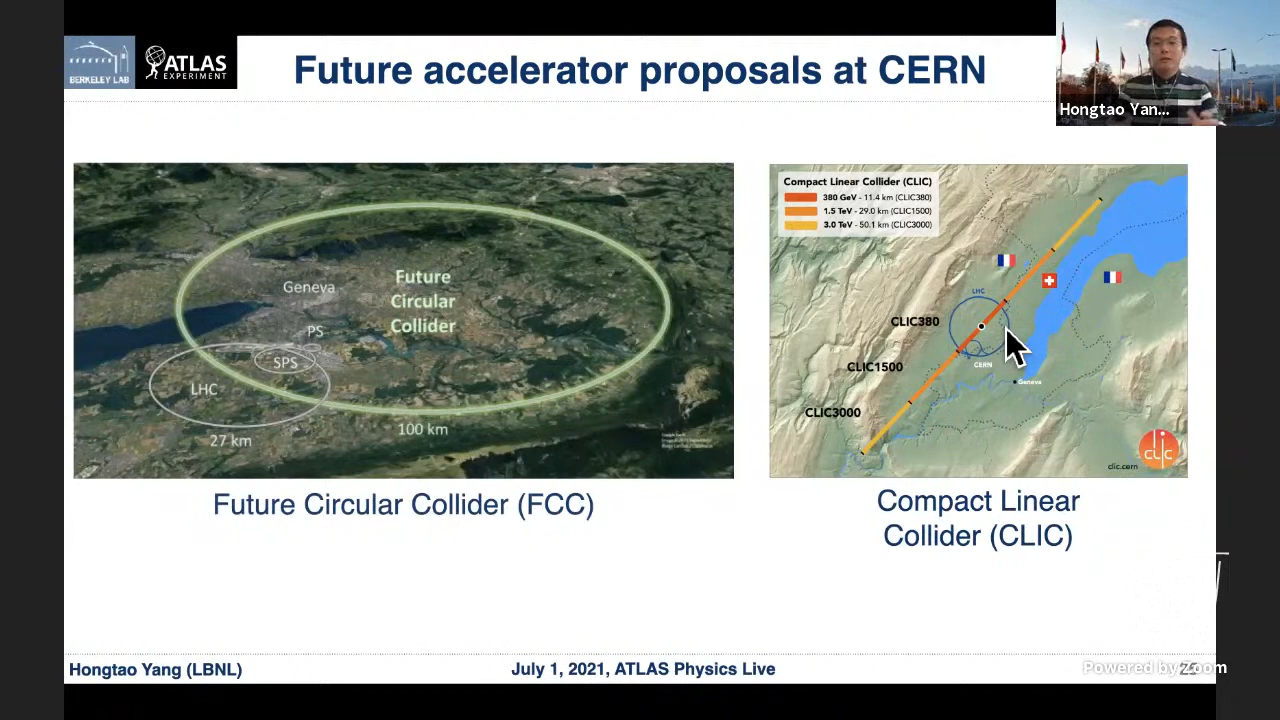 BERKELEY LAB
ATLAS
EXPERIMENT
Future accelerator proposals at CERN
Hongtao Yan...
Geneva
PS
SPS
LHC
27 km
Future
Circular
Collider
100 km
Compact Linear Collider (CLIC)
380 GeV - 11.4 km (CLIC380)
1.5 TeV - 29.0 km (CLIC1500)
3.0 TeV - 50.1 km (CLIC3000)
LHC
CLIC380
CLIC1500
CERN
Geneva
CLIC3000
clic
clic.cern
Future Circular Collider (FCC)
Compact Linear
Collider (CLIC)
Hongtao Yang (LBNL)
July 1, 2021, ATLAS Physics Live
Powered by Zoom